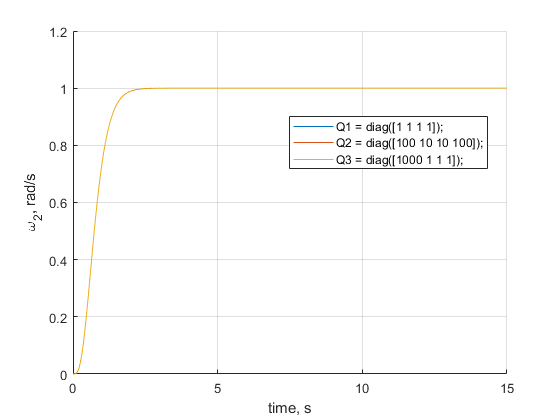 1.2
1
0.8
0.6
0.4
0.2
0
0
5
10
15
ω2, rad/s
time, s
Q1 = diag([1 1 1 1]);
Q2 = diag([100 10 10 100]);
Q3 = diag([1000 1 1 1]);